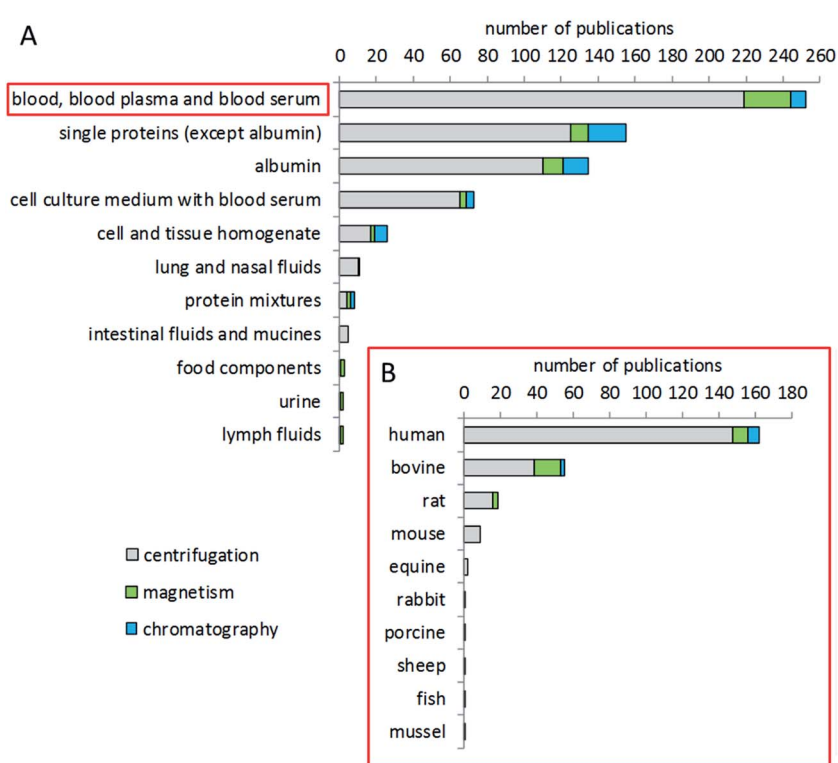 A
number of publications
0 20 40 60 80 100 120 140 160 180 200 220 240 260
blood, blood plasma and blood serum
single proteins (except albumin)
albumin
cell culture medium with blood serum
cell and tissue homogenate
lung and nasal fluids
protein mixtures
intestinal fluids and mucines
food components
urine
lymph fluids
centrifugation
magnetism
chromatography
B
number of publications
0 20 40 60 80 100 120 140 160 180
human
bovine
rat
mouse
equine
rabbit
porcine
sheep
fish
mussel